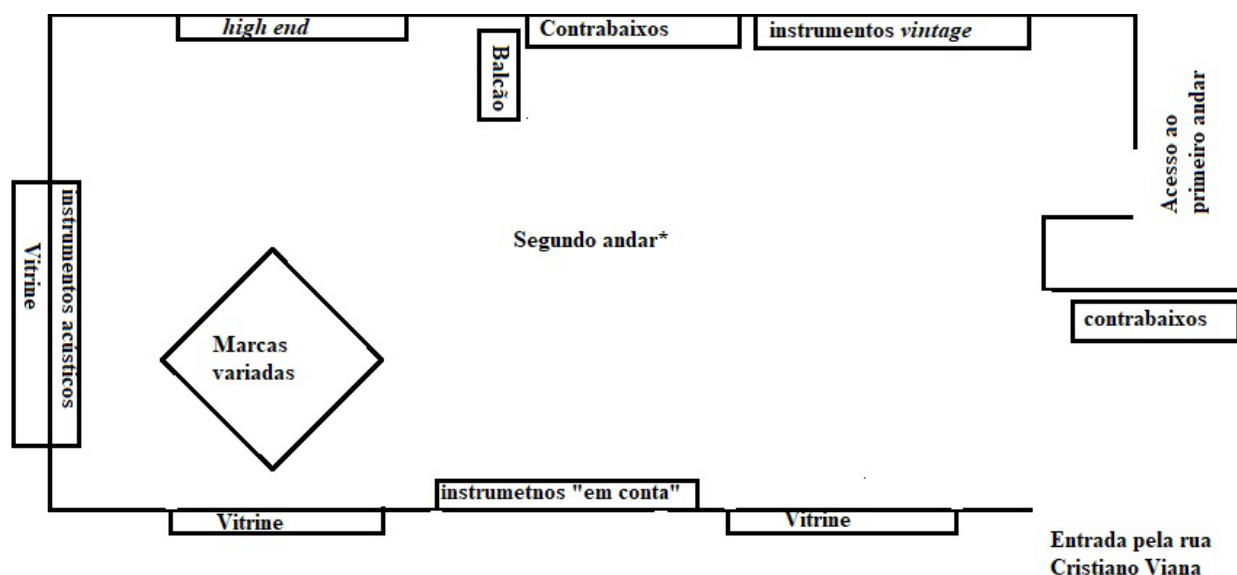 high end
Contrabaixos
instrumentos vintage
Balcão
Acesso ao
primeiro andar
Vitrine
instrumentos acústicos
Segundo andar*
contrabaixos
Marcas
variadas
instrumetnos "em conta"
Vitrine
Vitrine
Entrada pela rua
Cristiano Viana